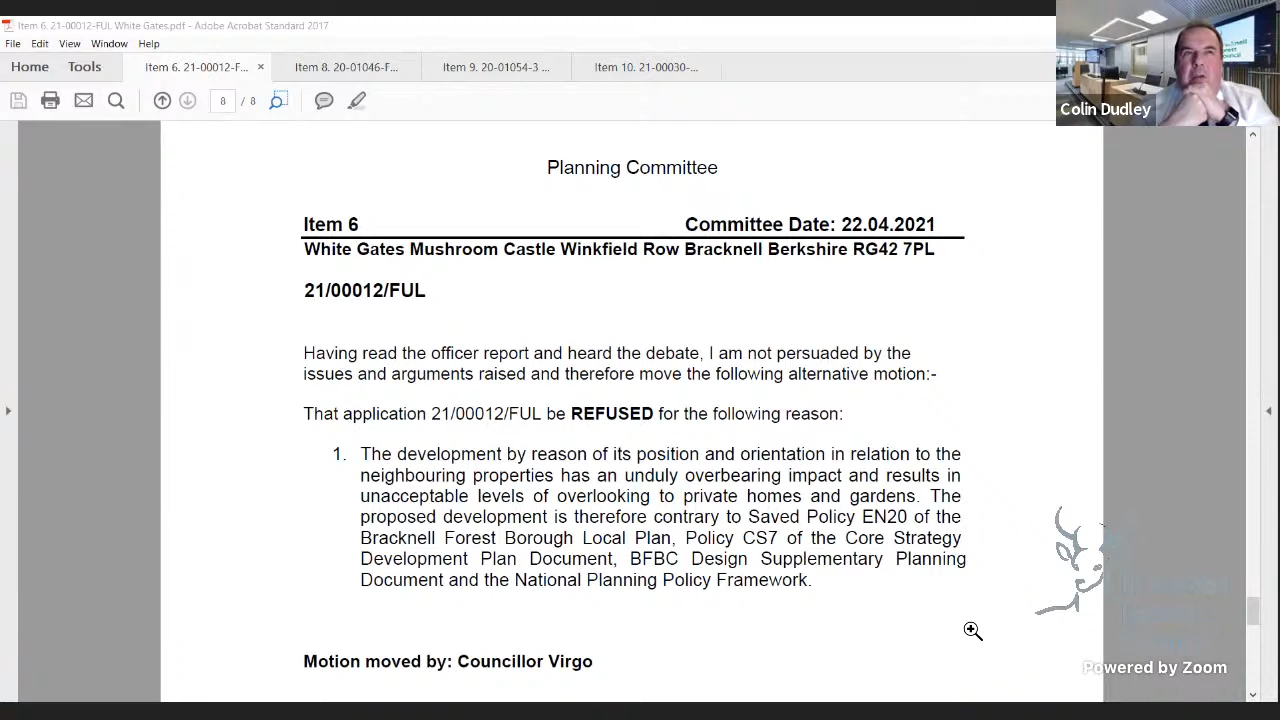 Item 6. 21-00012-FUL White Gates.pdf - Adobe Acrobat Standard 2017
File Edit View Window Help
Home Tools Item 6. 21-00012-F... × Item 8. 20-01046-F... Item 10. 21-00030-...
8 / 8
Colin Dudley
Planning Committee
Item 6 Committee Date: 22.04.2021
White Gates Mushroom Castle Winkfield Row Bracknell Berkshire RG42 7PL
21/00012/FUL
Having read the officer report and heard the debate, I am not persuaded by the
issues and arguments raised and therefore move the following alternative motion:-
That application 21/00012/FUL be REFUSED for the following reason:
1. The development by reason of its position and orientation in relation to the
neighbouring properties has an unduly overbearing impact and results in
unacceptable levels of overlooking to private homes and gardens. The
proposed development is therefore contrary to Saved Policy EN20 of the
Bracknell Forest Borough Local Plan, Policy CS7 of the Core Strategy
Development Plan Document, BFBC Design Supplementary Planning
Document and the National Planning Policy Framework.
Motion moved by: Councillor Virgo
Powered by Zoom